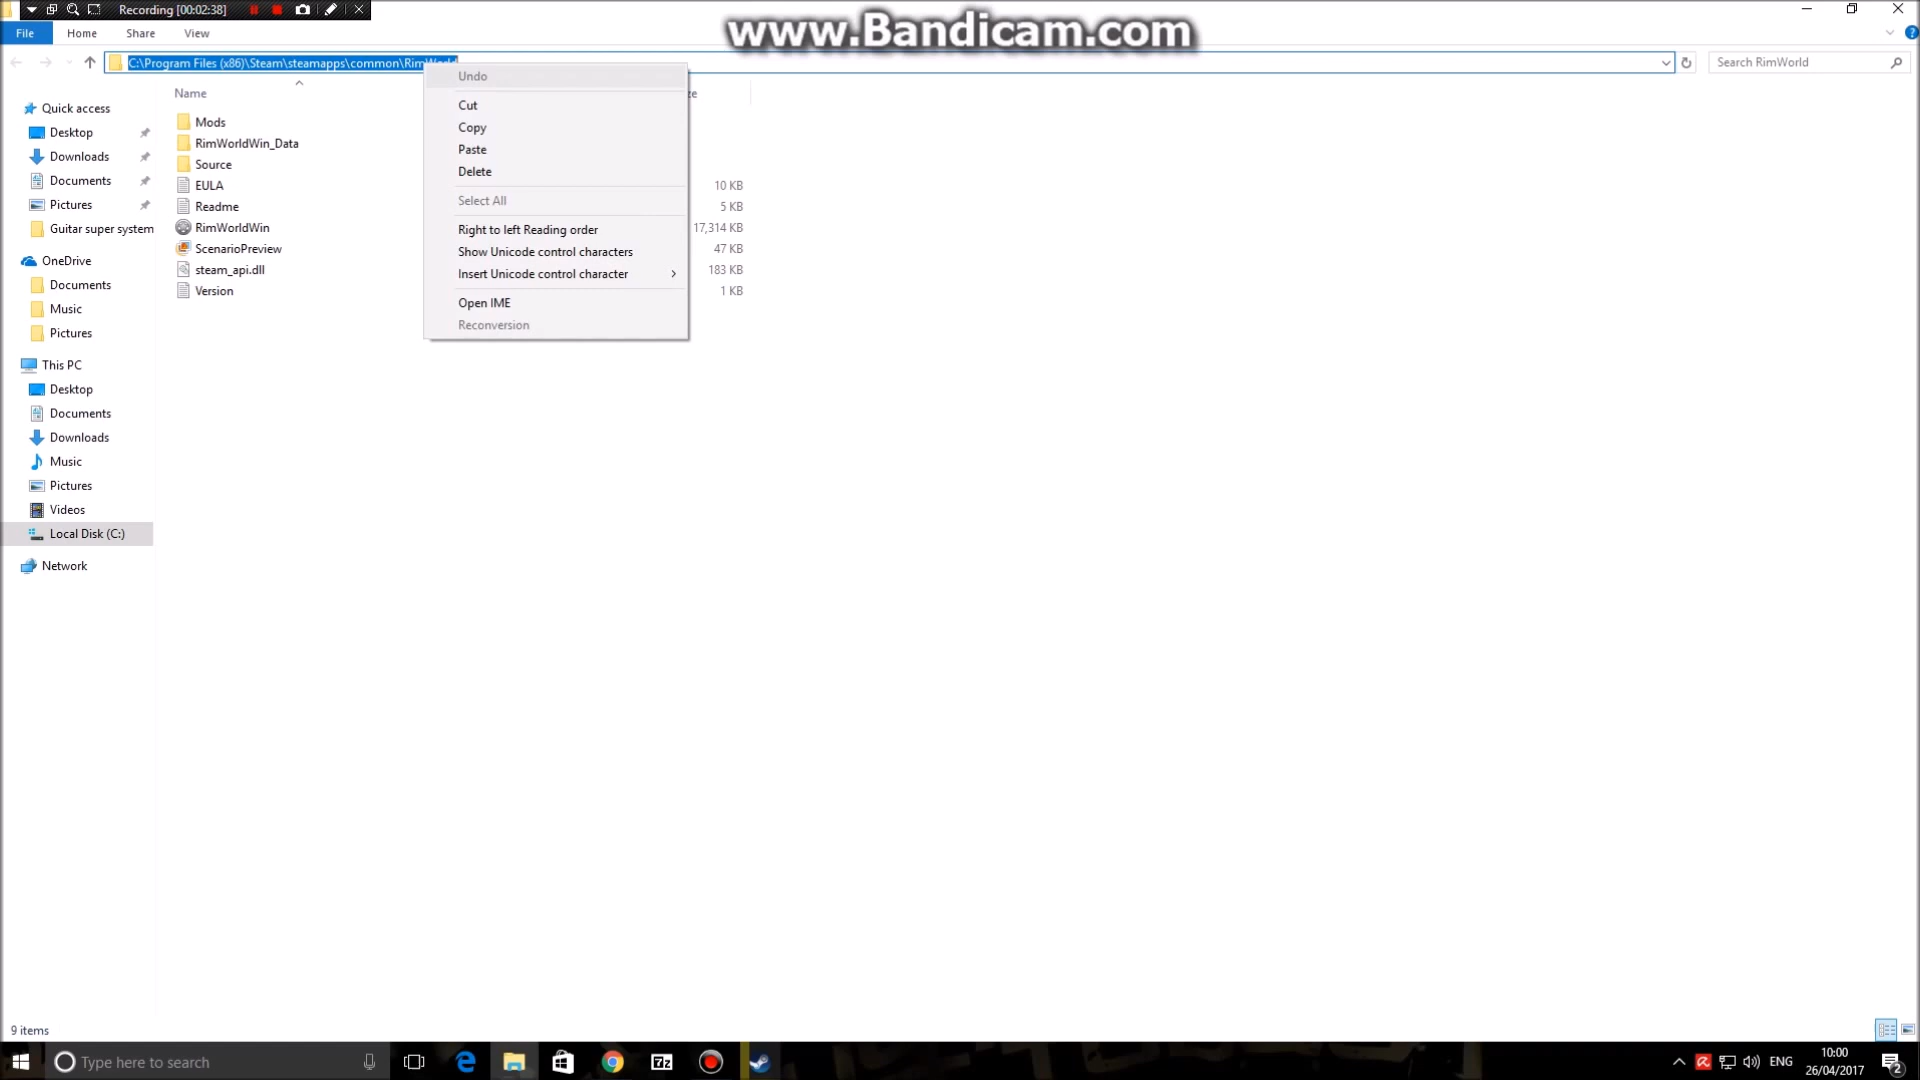 Recording [00:02:38]
www.Bandicam.com
File Home Share View
C:\Program Files (x86)\Steam\steamapps\common\RimWorld
Search RimWorld
Name
ze
Quick access
Desktop
Downloads
Documents
Pictures
Guitar super system
OneDrive
Documents
Music
Pictures
This PC
Desktop
Documents
Downloads
Music
Pictures
Videos
Local Disk (C:)
Network
Mods
RimWorldWin_Data
Source
EULA 10 KB
Readme 5 KB
RimWorldWin 17,314 KB
ScenarioPreview 47 KB
steam_api.dll 183 KB
Version 1 KB
Undo
Cut
Copy
Paste
Delete
Select All
Right to left Reading order
Show Unicode control characters
Insert Unicode control character
Open IME
Reconversion
9 items
Type here to search
7z
ENG
10:00
26/04/2017
2